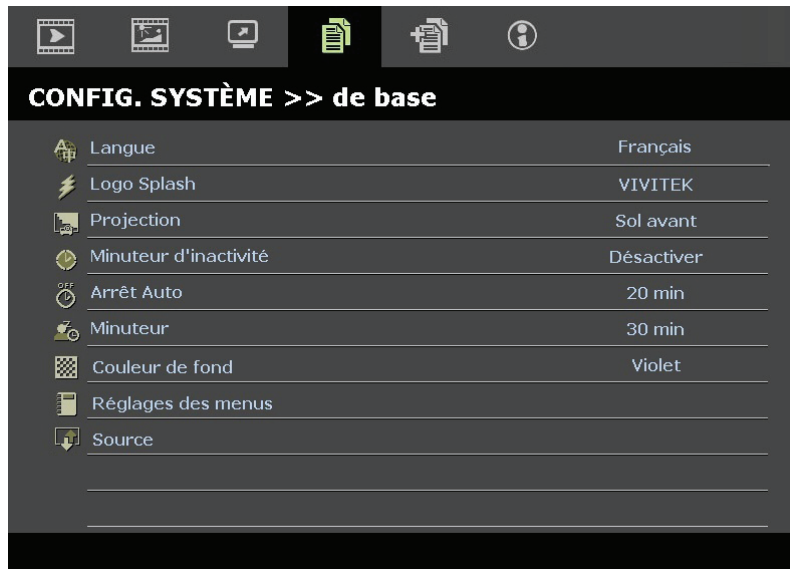 CONFIG. SYSTÈME >> de base
Langue Français
Logo Splash VIVITEK
Projection Sol avant
Minuteur d'inactivité Désactiver
OFF
Arrêt Auto 20 min
Minuteur 30 min
Couleur de fond Violet
Réglages des menus
Source